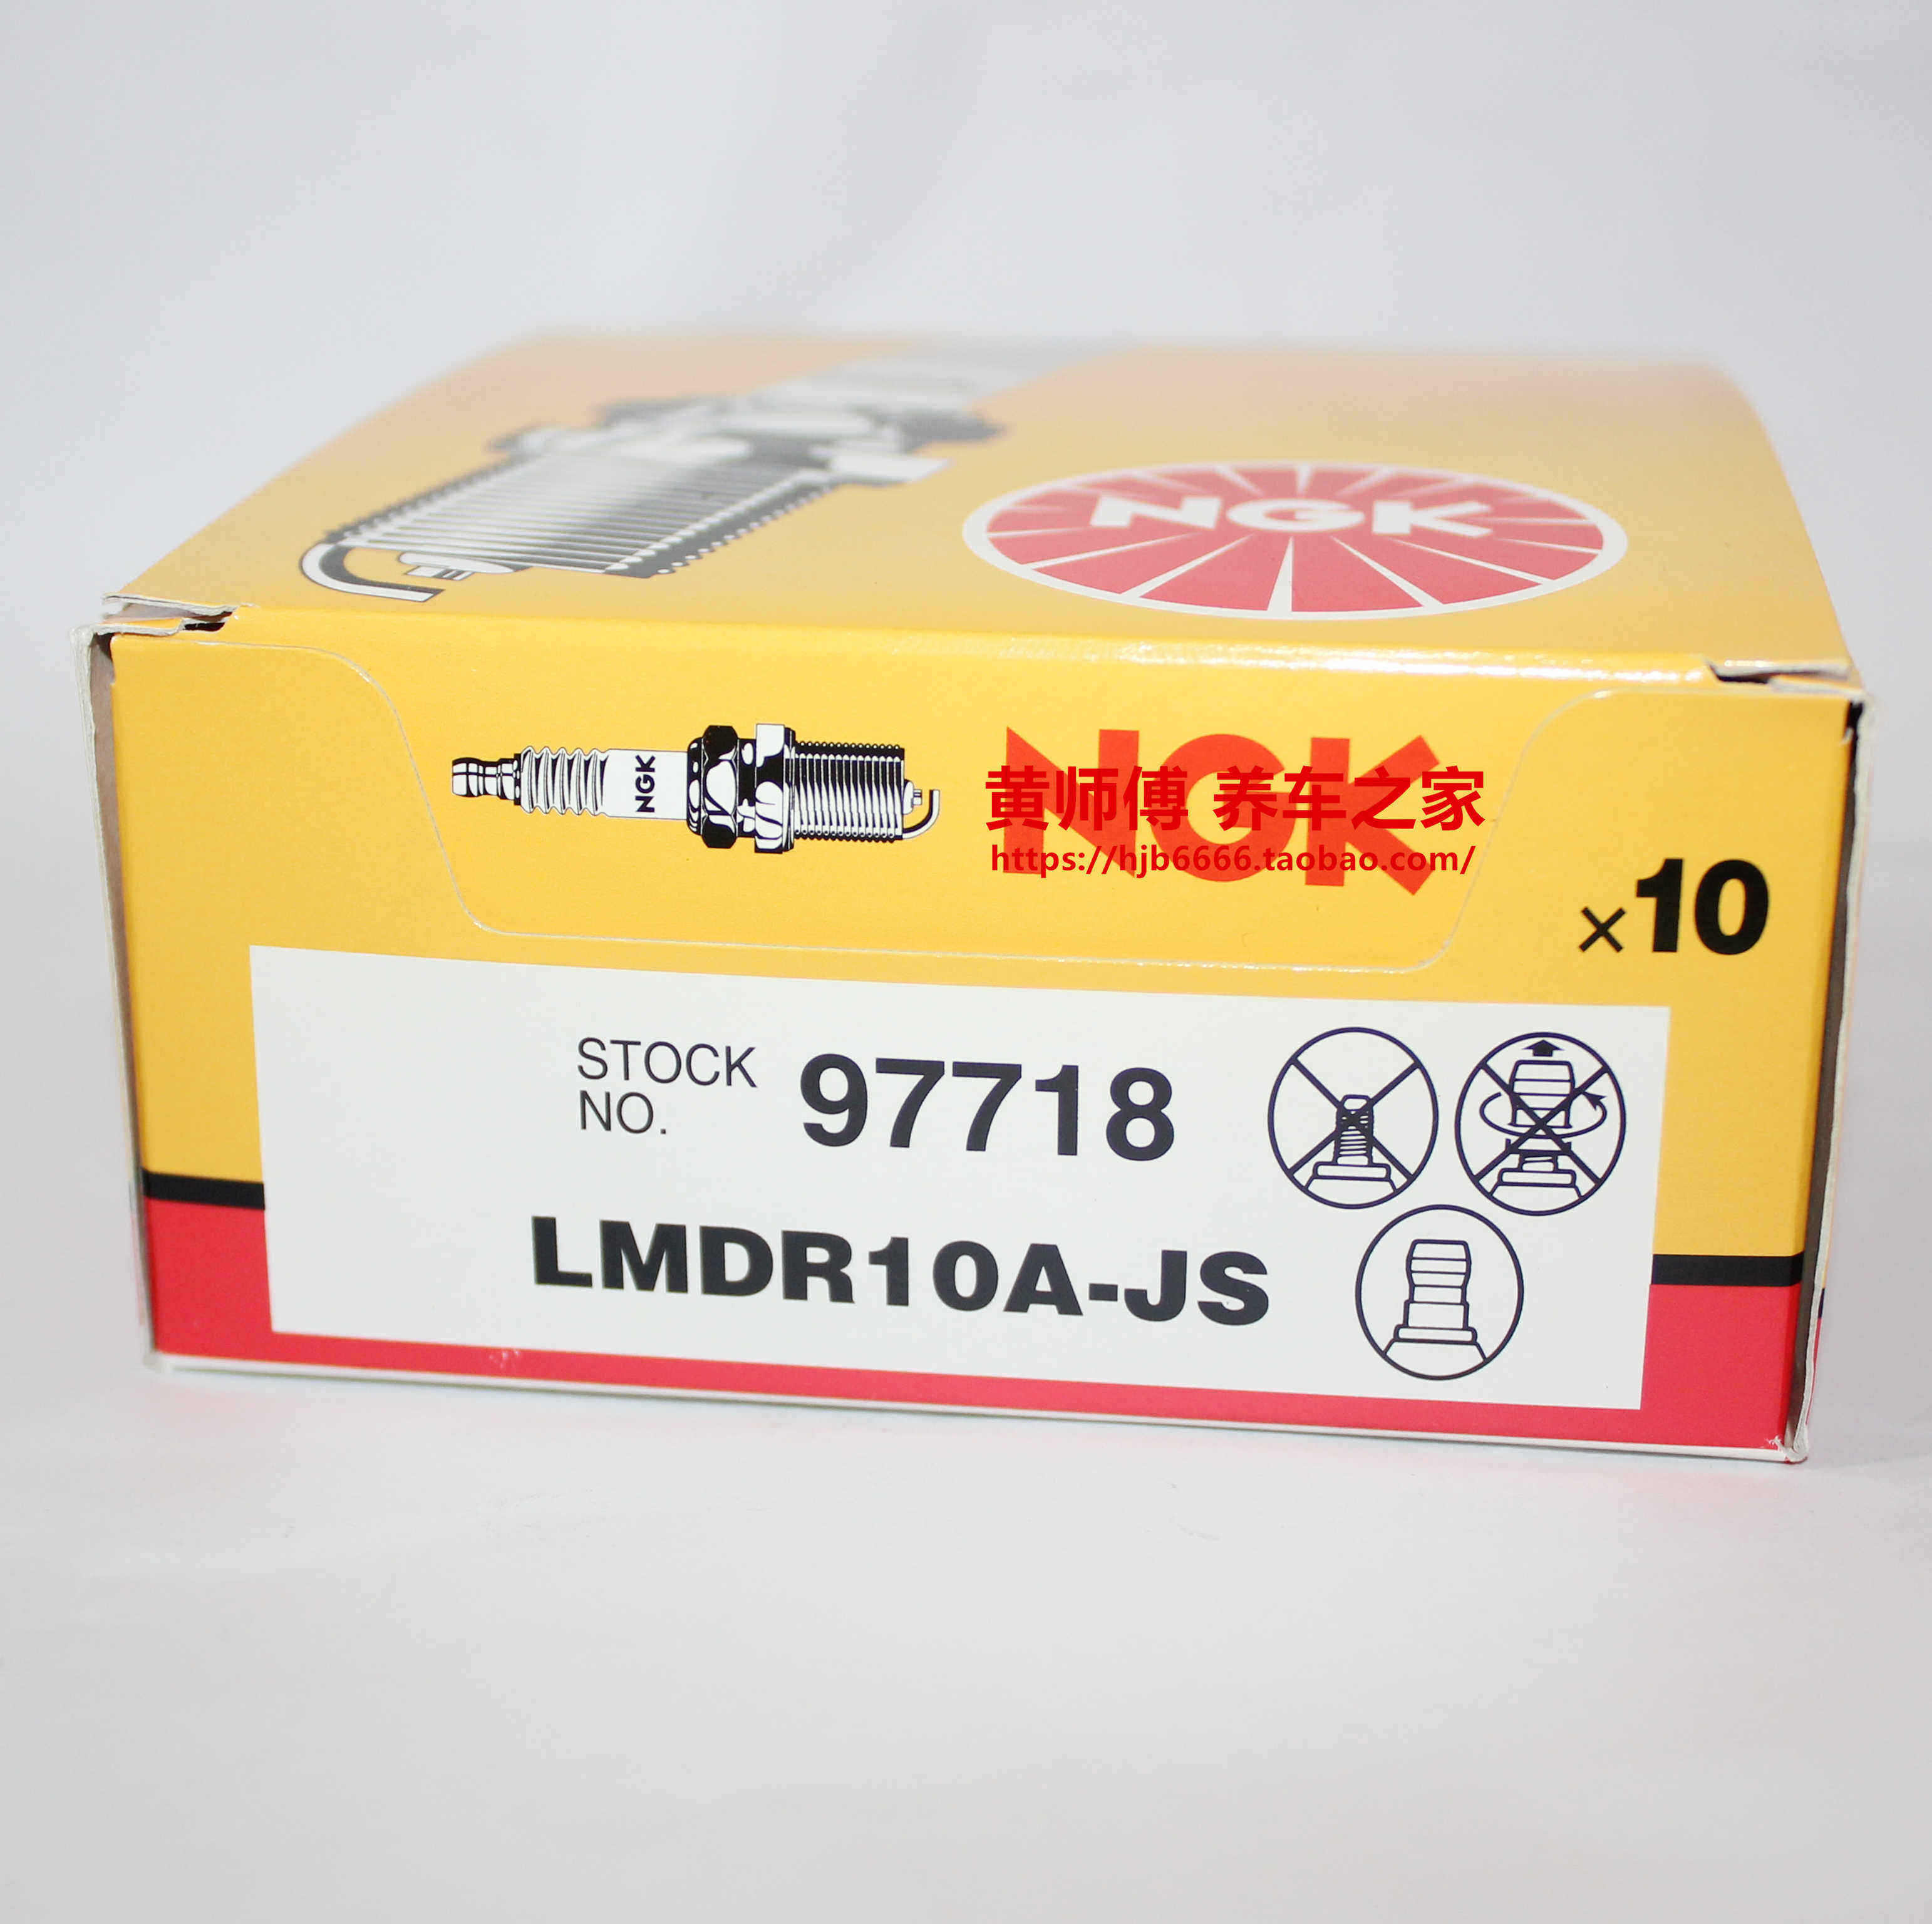 NGK
NGK
NGK
黄师傅 养车之家
https://hjb6666.taobao.com/
×10
STOCK NO. 97718
LMDR10A-JS